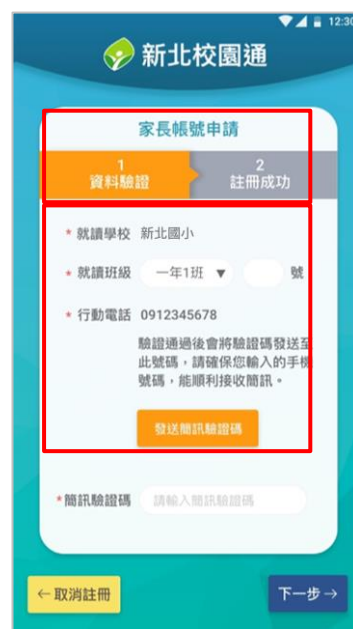 12:30
新北校園通
家長帳號申請
1
資料驗證
2
註冊成功
* 就讀學校 新北國小
* 就讀班級 一年1班 ▼ 號
* 行動電話 0912345678
驗證通過後會將驗證碼發送至
此號碼，請確保您輸入的手機
號碼，能順利接收簡訊。
發送簡訊驗證碼
*簡訊驗證碼 請輸入簡訊驗證碼
←取消註冊
下一步→